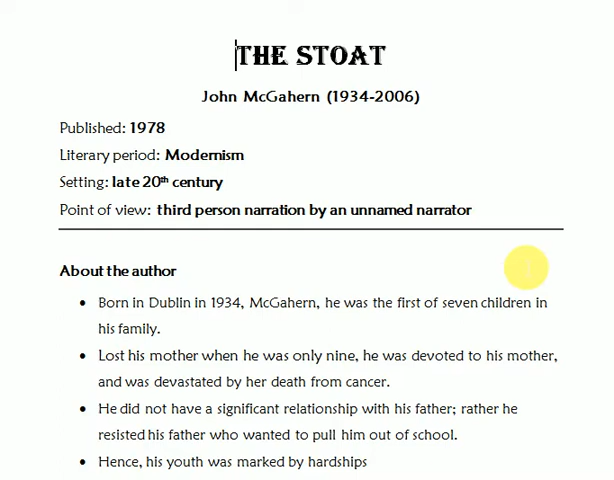 THE STOAT
John McGahern (1934-2006)
Published: 1978
Literary period: Modernism
Setting: late 20th century
Point of view: third person narration by an unnamed narrator
About the author
• Born in Dublin in 1934, McGahern, he was the first of seven children in
his family.
• Lost his mother when he was only nine, he was devoted to his mother,
and was devastated by her death from cancer.
• He did not have a significant relationship with his father; rather he
resisted his father who wanted to pull him out of school.
• Hence, his youth was marked by hardships